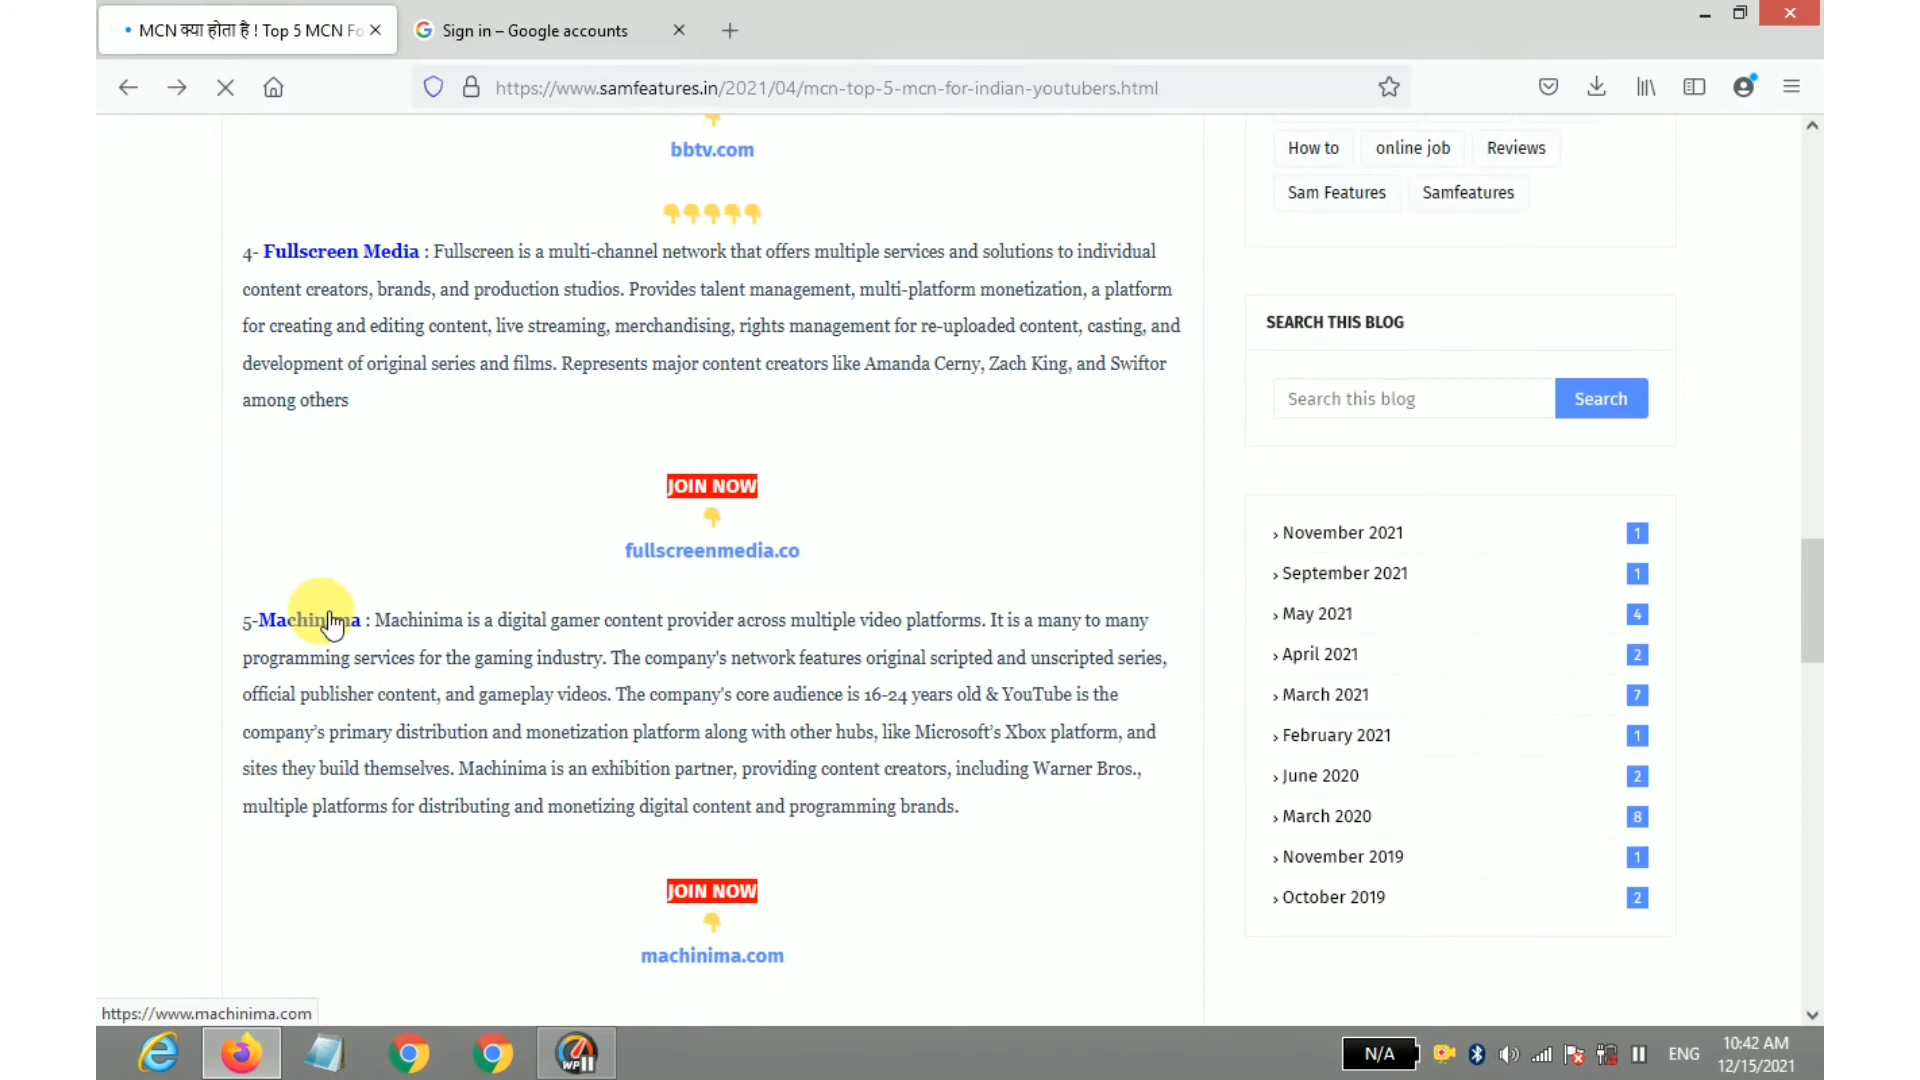 MCN क्या होता है ! Top 5 MCN Fo
Sign in – Google accounts
https://www.samfeatures.in/2021/04/mcn-top-5-mcn-for-indian-youtubers.html
bbtv.com
4- Fullscreen Media : Fullscreen is a multi-channel network that offers multiple services and solutions to individual
content creators, brands, and production studios. Provides talent management, multi-platform monetization, a platform
for creating and editing content, live streaming, merchandising, rights management for re-uploaded content, casting, and
development of original series and films. Represents major content creators like Amanda Cerny, Zach King, and Swiftor
among others
JOIN NOW
fullscreenmedia.co
5-Machinima : Machinima is a digital gamer content provider across multiple video platforms. It is a many to many
programming services for the gaming industry. The company's network features original scripted and unscripted series,
official publisher content, and gameplay videos. The company's core audience is 16-24 years old & YouTube is the
company's primary distribution and monetization platform along with other hubs, like Microsoft's Xbox platform, and
sites they build themselves. Machinima is an exhibition partner, providing content creators, including Warner Bros.,
multiple platforms for distributing and monetizing digital content and programming brands.
JOIN NOW
machinima.com
How to online job Reviews
Sam Features Samfeatures
SEARCH THIS BLOG
Search this blog Search
November 2021 1
September 2021 1
May 2021 4
April 2021 2
March 2021 7
February 2021 1
June 2020 2
March 2020 8
November 2019 1
October 2019 2
https://www.machinima.com
WP
N/A
ENG
10:42 AM
12/15/2021